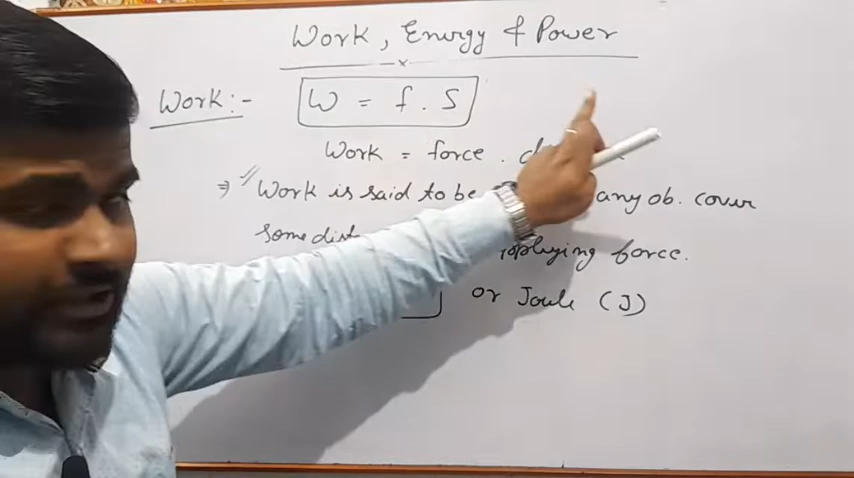 Work, Energy & Power
Work :- W = f . S
Work = force .
⇒ Work is said to be any ob. cover
some dist force.
or Joule (J)